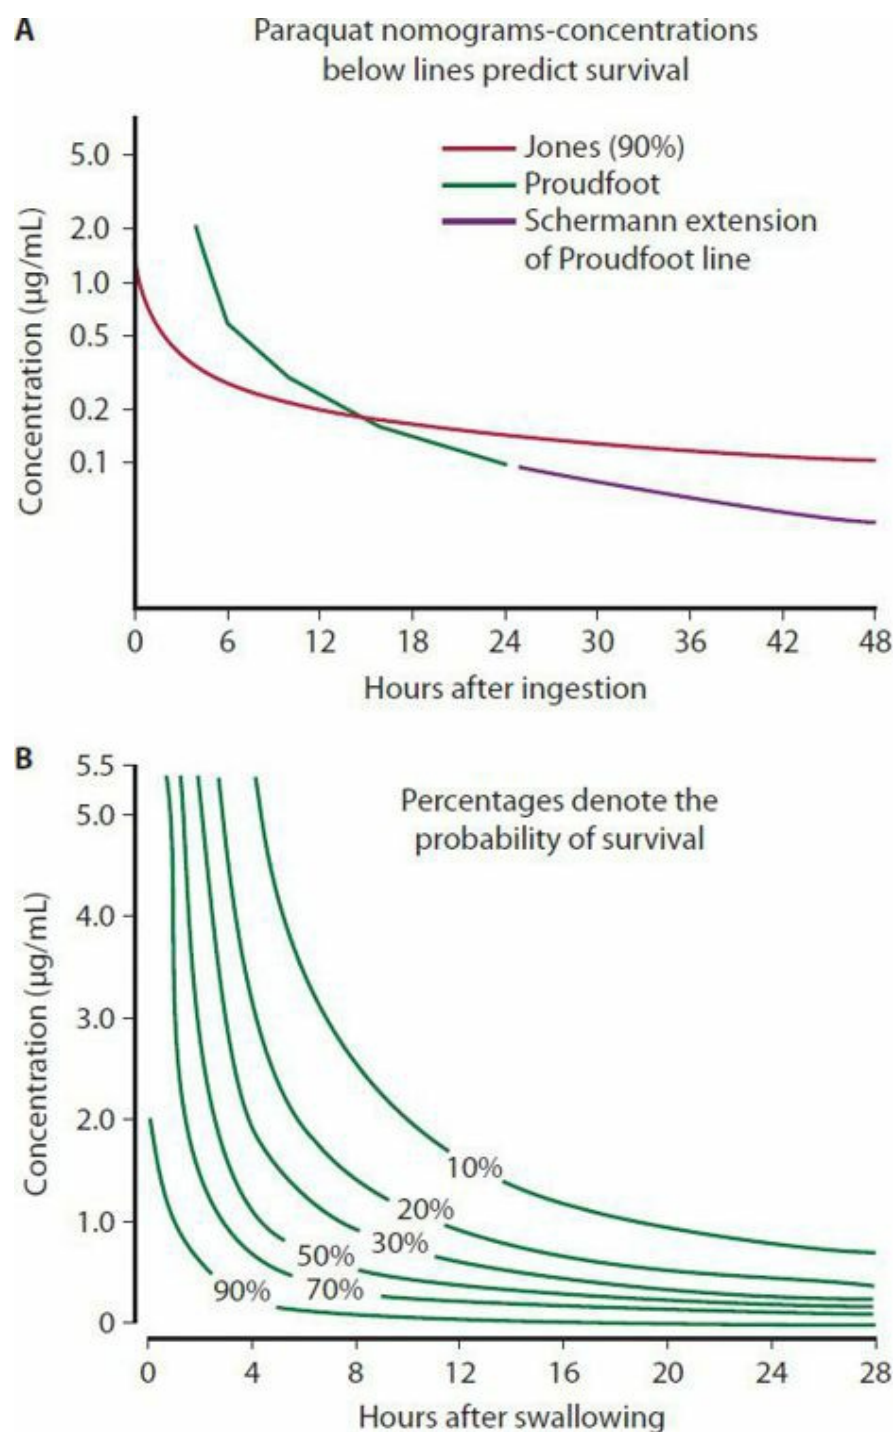 A
Paraquat nomograms-concentrations
below lines predict survival
Jones (90%)
Proudfoot
Schermann extension
of Proudfoot line
Concentration (µg/mL)
5.0
2.0
1.0
0.5
0.2
0.1
0 6 12 18 24 30 36 42 48
Hours after ingestion
B
Percentages denote the
probability of survival
Concentration (µg/mL)
5.5
5.0
4.0
3.0
2.0
1.0
0
10%
20%
30%
50%
70%
90%
0 4 8 12 16 20 24 28
Hours after swallowing